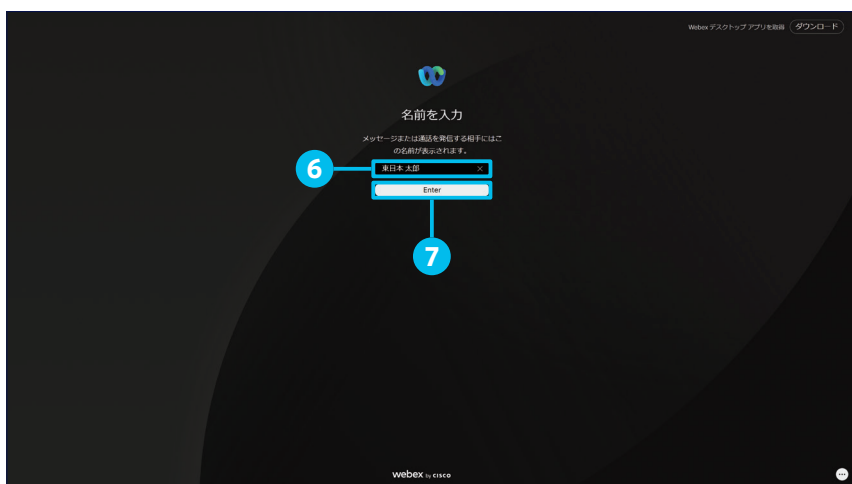 Webex デスクトップ アプリを取得 ダウンロード
名前を入力
メッセージまたは通話を発信する相手にはこ
の名前が表示されます。
6 東日本 太郎 ×
Enter
7
webex by CISCO